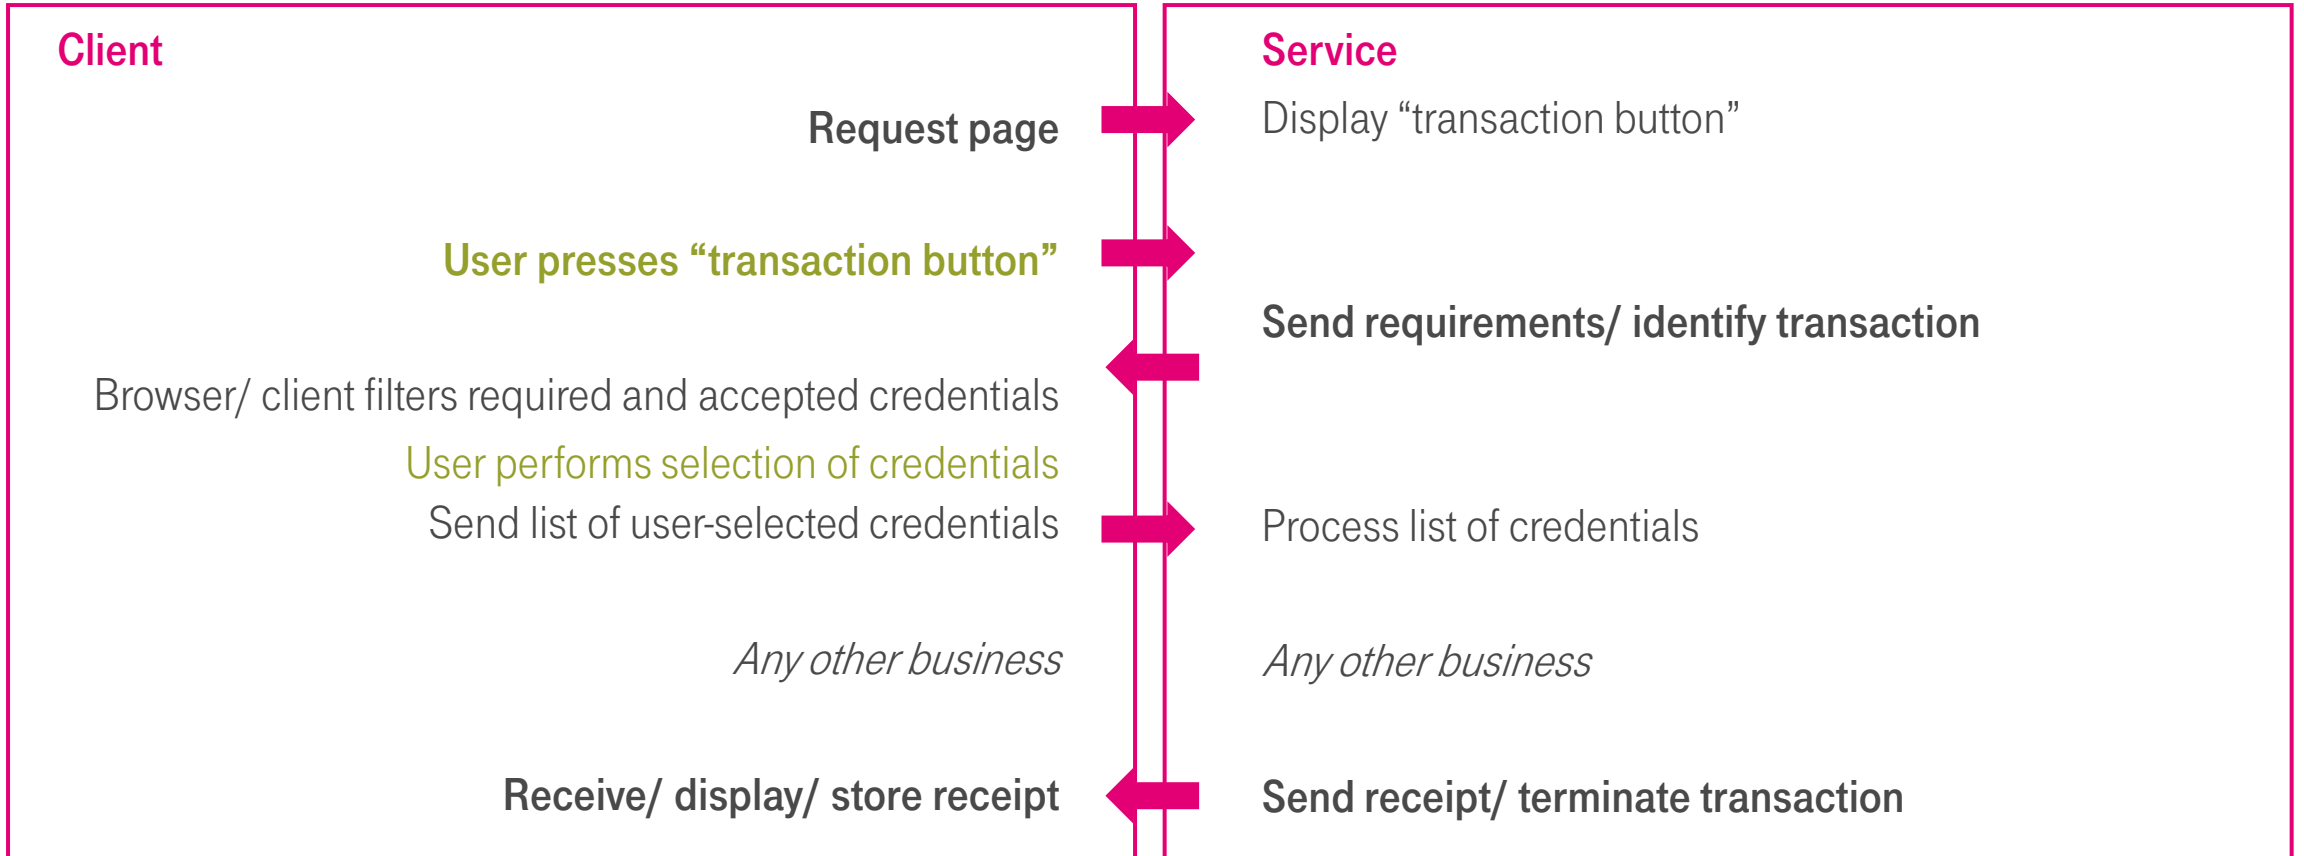 Client
Service
Request page
Display “transaction button”
User presses “transaction button”
Send requirements/ identify transaction
Browser/ client filters required and accepted credentials
User performs selection of credentials
Send list of user-selected credentials
Process list of credentials
Any other business
Any other business
Receive/ display/ store receipt
Send receipt/ terminate transaction